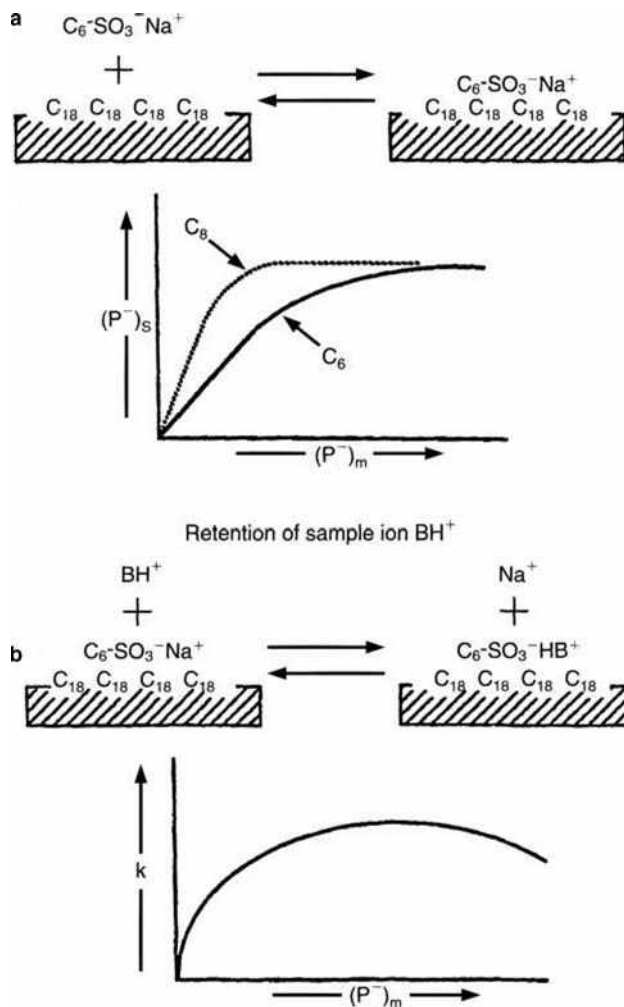 a
C₆-SO₃⁻Na⁺
+
C₁₈ C₁₈ C₁₈ C₁₈
C₆-SO₃⁻Na⁺
C₁₈ C₁₈ C₁₈ C₁₈
C₈
(P⁻)ₛ
C₆
(P⁻)ₘ
Retention of sample ion BH⁺
BH⁺
+
Na⁺
+
b
C₆-SO₃⁻Na⁺
C₁₈ C₁₈ C₁₈ C₁₈
C₆-SO₃⁻HB⁺
C₁₈ C₁₈ C₁₈ C₁₈
k
(P⁻)ₘ